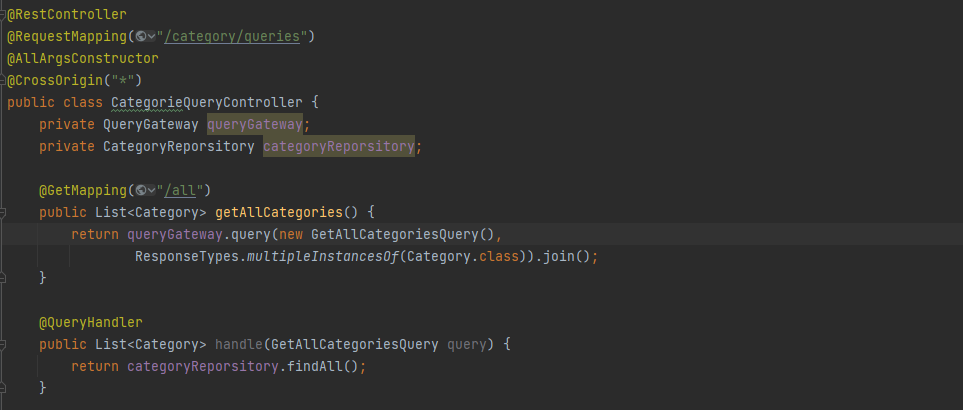 @RestController
@RequestMapping("/category/queries")
@AllArgsConstructor
@CrossOrigin("*")
public class CategorieQueryController {
    private QueryGateway queryGateway;
    private CategoryReporsitory categoryReporsitory;
    @GetMapping("/all")
    public List<Category> getAllCategories() {
        return queryGateway.query(new GetAllCategoriesQuery(),
                ResponseTypes.multipleInstancesOf(Category.class)).join();
    }
    @QueryHandler
    public List<Category> handle(GetAllCategoriesQuery query) {
        return categoryReporsitory.findAll();
    }